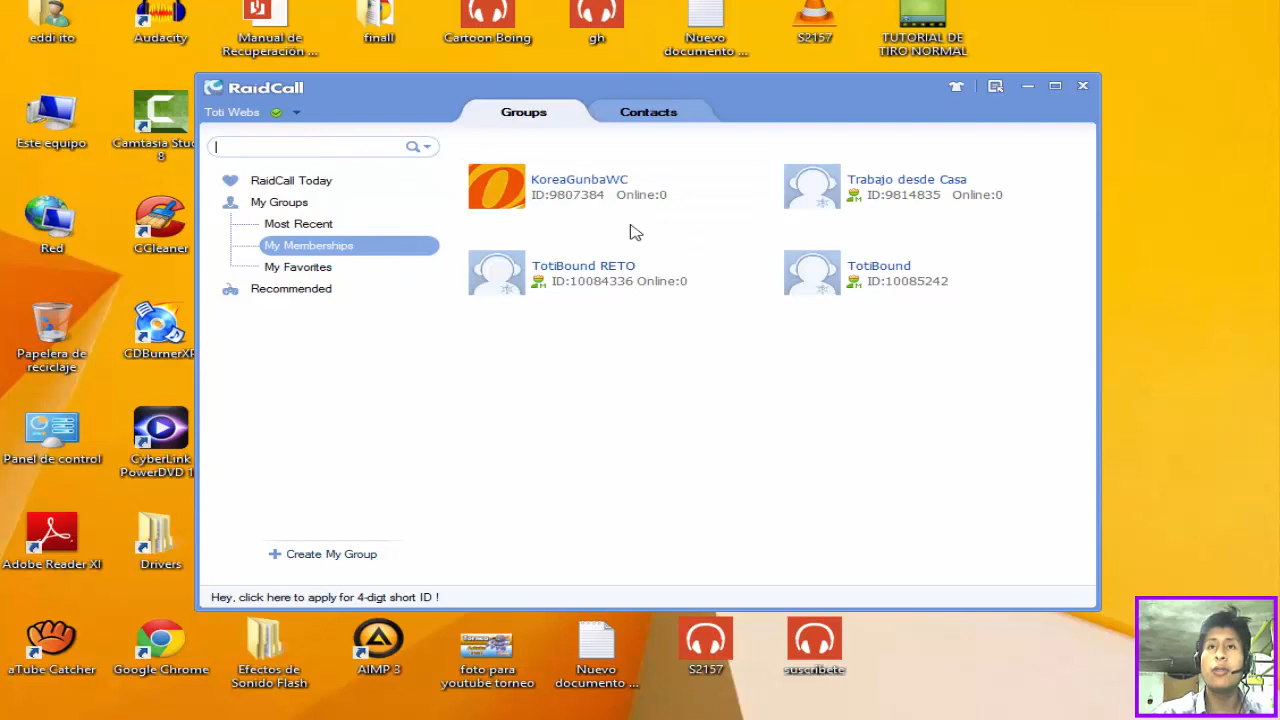 eddi ito
Audacity
Manual de
Recuperación ...
finall
Cartoon Boing
gh
Nuevo
documento ...
S2157
TUTORIAL DE
TIRO NORMAL
RaidCall
Toti Webs
Groups
Contacts
RaidCall Today
My Groups
Most Recent
My Memberships
My Favorites
Recommended
KoreaGunbaWC
ID:9807384 Online:0
Trabajo desde Casa
ID:9814835 Online:0
TotiBound RETO
ID:10084336 Online:0
TotiBound
ID:10085242
Create My Group
Hey, click here to apply for 4-digt short ID !
Este equipo
Camtasia Stud
8
Red
CCleaner
Papelera de
reciclaje
CDBurnerXP
Panel de control
CyberLink
PowerDVD 1
Adobe Reader XI
Drivers
aTube Catcher
Google Chrome
Efectos de
Sonido Flash
AIMP 3
foto para
youtube torneo
Nuevo
documento ...
S2157
suscribete